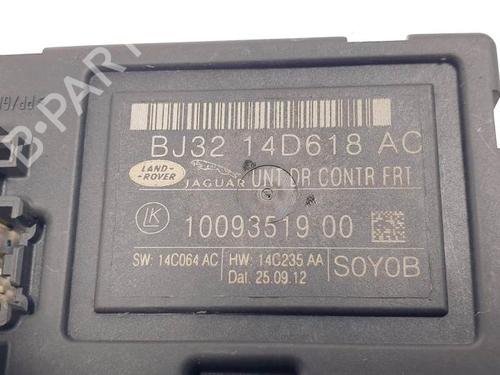 BJ32 14D618 AC
LAND-
ROVER
JAGUAR
UNT DR CONTR FRT
LK
10093519 00
SW: 14C064 AC
HW: 14C235 AA
Dat. 25.09.12
SOYOB
B-PART